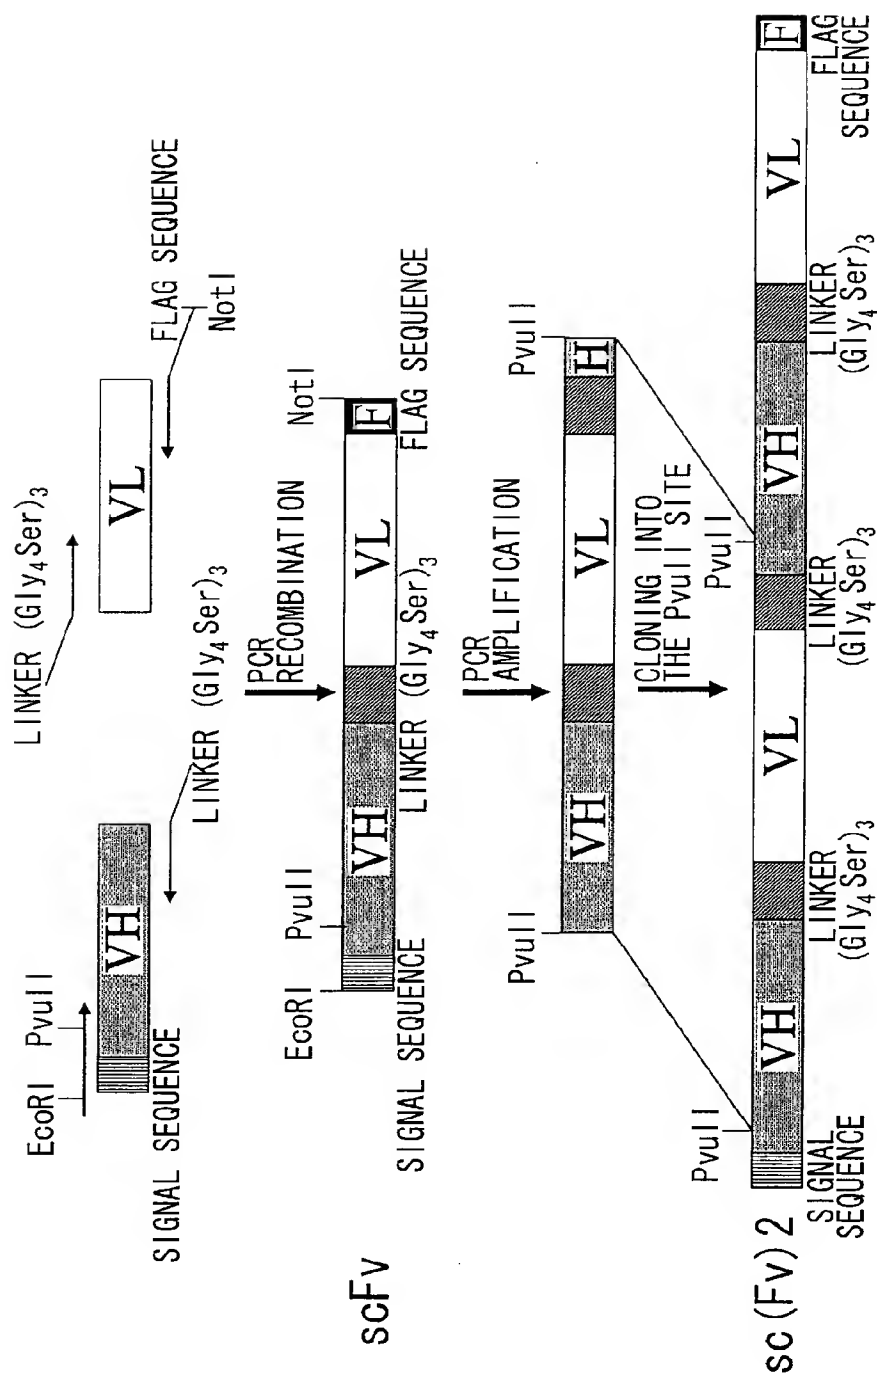 LINKER (Gly4Ser)3
EcoRI PvuII
VH
VL
SIGNAL SEQUENCE
LINKER (Gly4Ser)3
FLAG SEQUENCE
NotI
PCR
RECOMBINATION
scFv
EcoRI PvuII
NotI
VH
VL
F
SIGNAL SEQUENCE
LINKER (Gly4Ser)3
FLAG SEQUENCE
PCR
AMPLIFICATION
PvuII
PvuII
VH
VL
H
CLONING INTO
THE PvuII SITE
sc(Fv)2
PvuII
PvuII
VH
VL
VH
VL
F
SIGNAL
SEQUENCE
LINKER
(Gly4Ser)3
LINKER
(Gly4Ser)3
LINKER
(Gly4Ser)3
FLAG
SEQUENCE